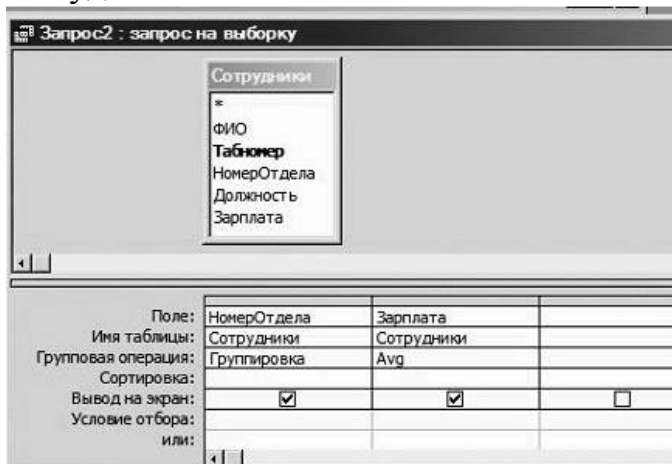 Запрос2 : запрос на выборку
Сотрудники
*
ФИО
Табномер
НомерОтдела
Должность
Зарплата
Поле: НомерОтдела Зарплата
Имя таблицы: Сотрудники Сотрудники
Групповая операция: Группировка Avg
Сортировка:
Вывод на экран:
Условие отбора:
или: